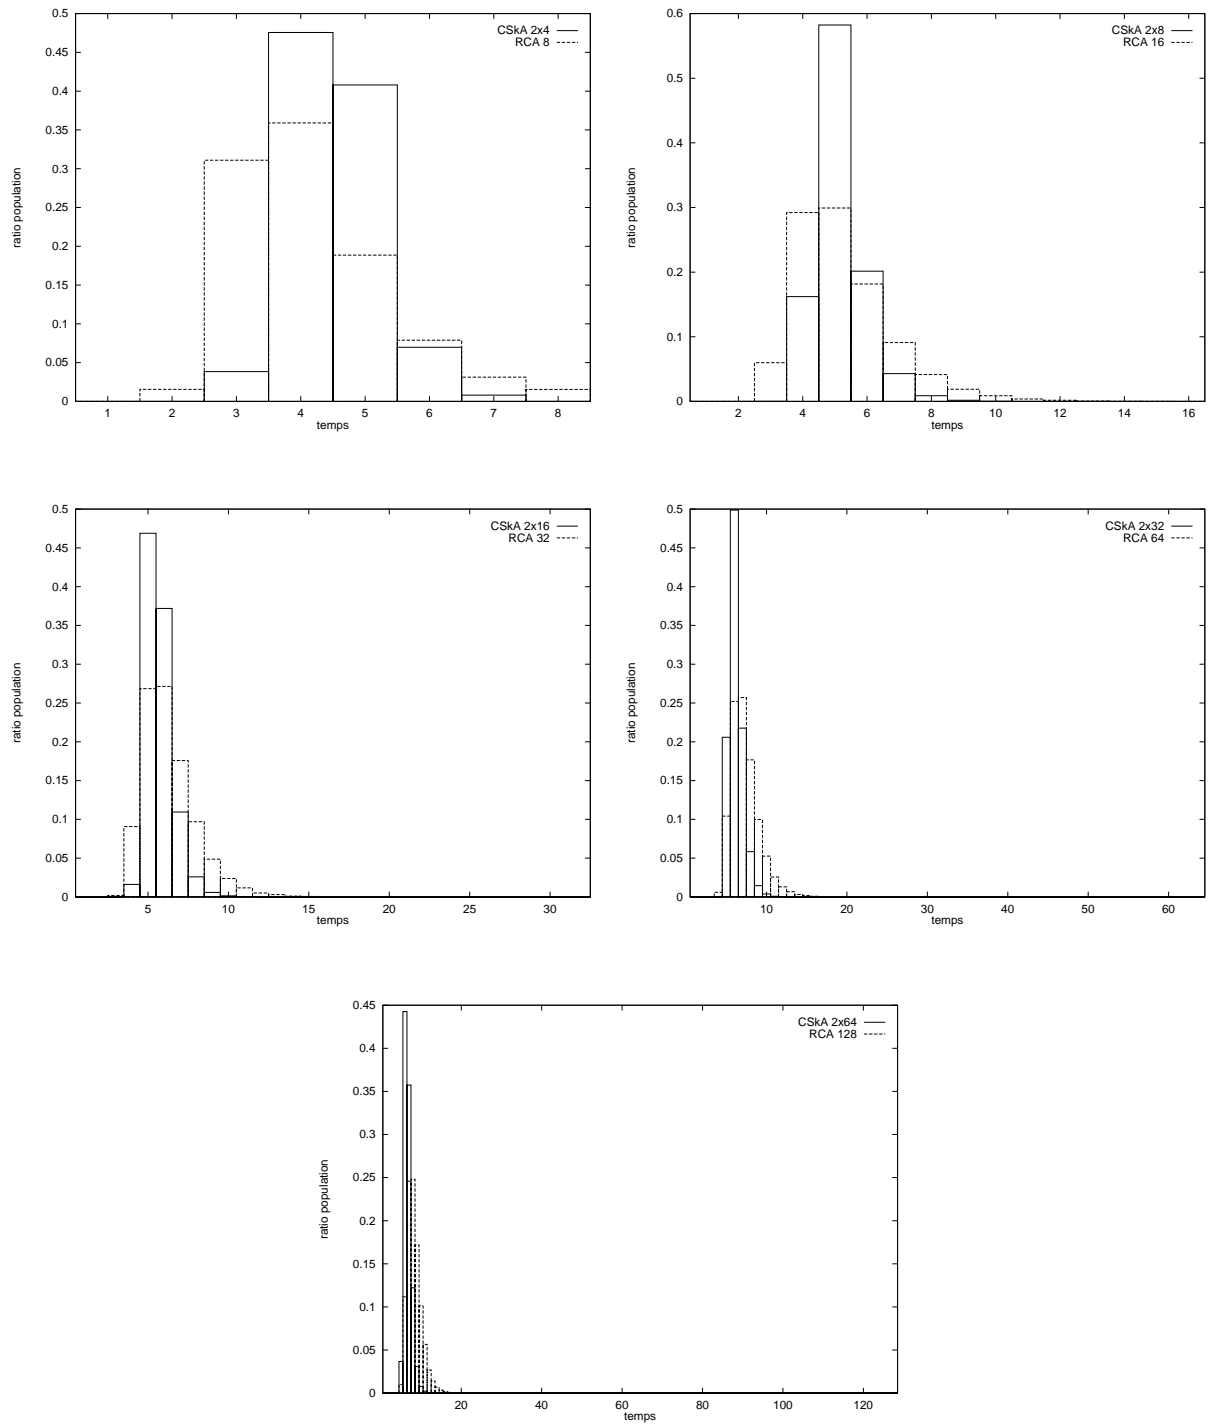 0.5
0.45
0.4
0.35
0.3
0.25
0.2
0.15
0.1
0.05
0
ratio population
CSkA 2x4
RCA 8
1 2 3 4 5 6 7 8
temps
0.6
0.5
0.4
0.3
0.2
0.1
0
ratio population
CSkA 2x8
RCA 16
2 4 6 8 10 12 14 16
temps
0.5
0.45
0.4
0.35
0.3
0.25
0.2
0.15
0.1
0.05
0
ratio population
CSkA 2x16
RCA 32
5 10 15 20 25 30
temps
0.5
0.45
0.4
0.35
0.3
0.25
0.2
0.15
0.1
0.05
0
ratio population
CSkA 2x32
RCA 64
10 20 30 40 50 60
temps
0.45
0.4
0.35
0.3
0.25
0.2
0.15
0.1
0.05
0
ratio population
CSkA 2x64
RCA 128
20 40 60 80 100 120
temps